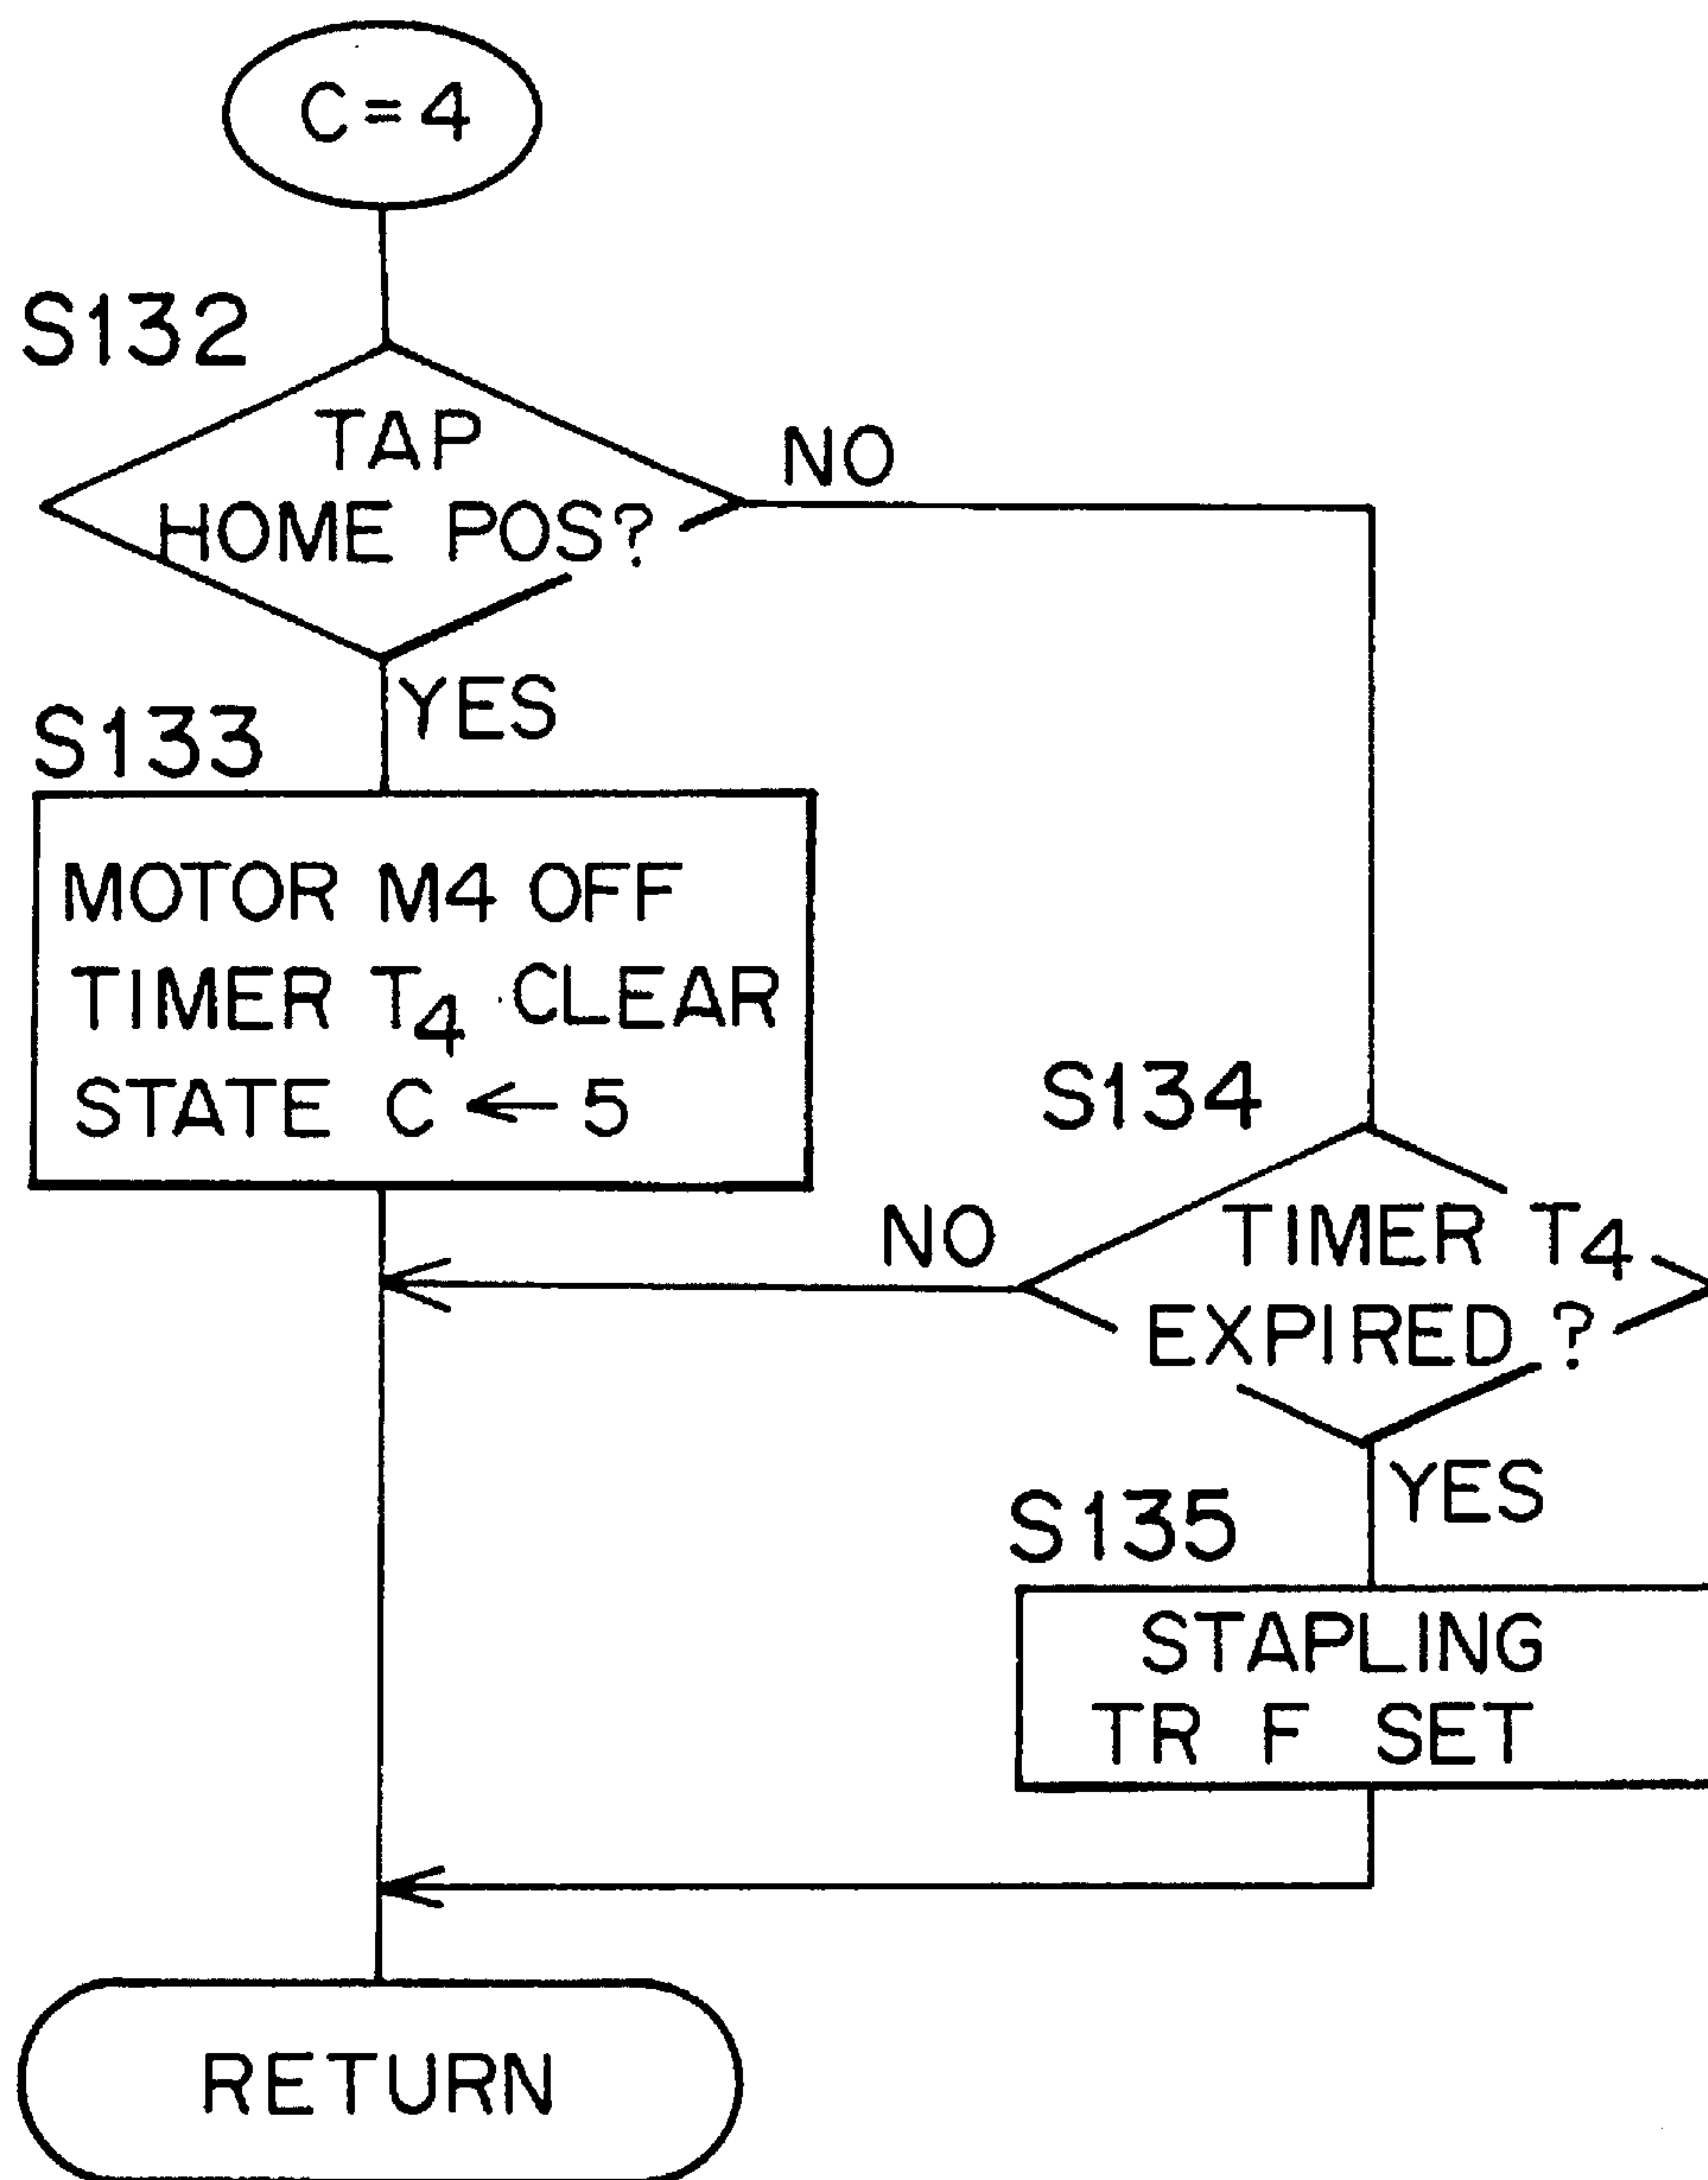 C=4
S132
TAP
HOME POS?
NO
YES
S133
MOTOR M4 OFF
TIMER T4 CLEAR
STATE C ← 5
S134
TIMER T4
EXPIRED ?
NO
YES
S135
STAPLING
TR F SET
RETURN